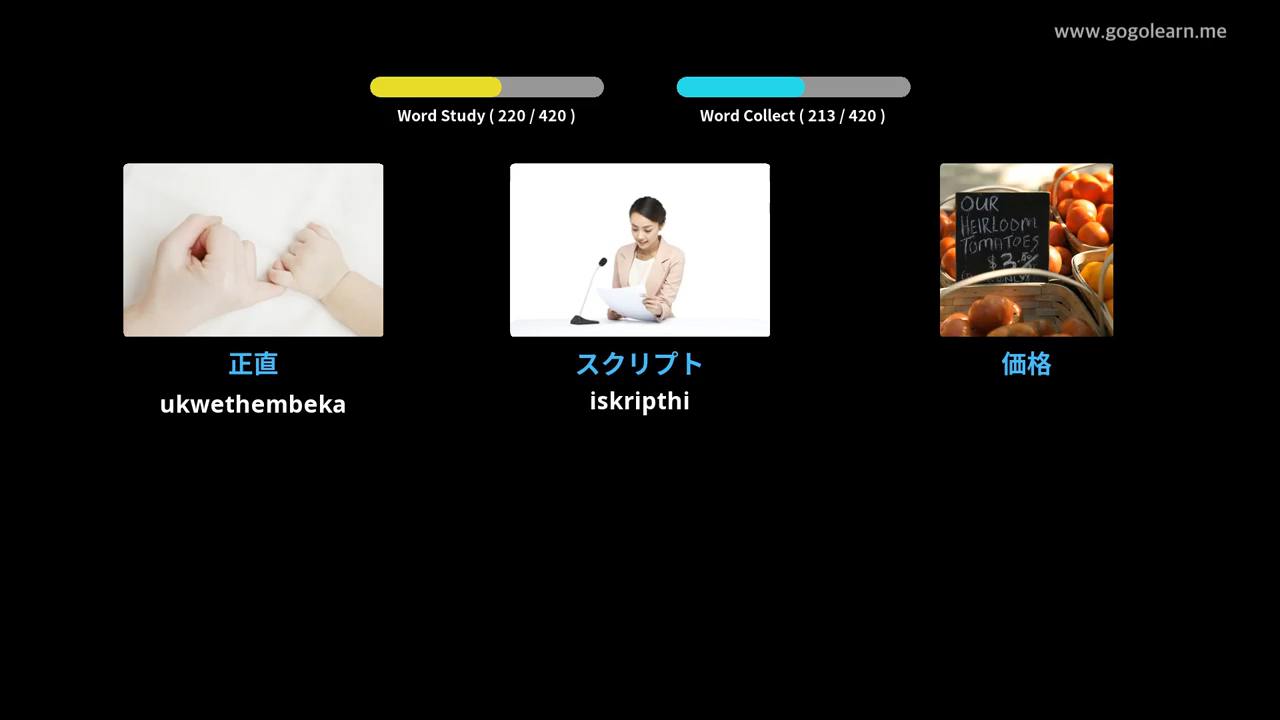 www.gogolearn.me
Word Study ( 220 / 420 )
Word Collect ( 213 / 420 )
OUR
HEIRLOOM
TOMATOES
正直
スクリプト
価格
ukwethembeka
iskripthi